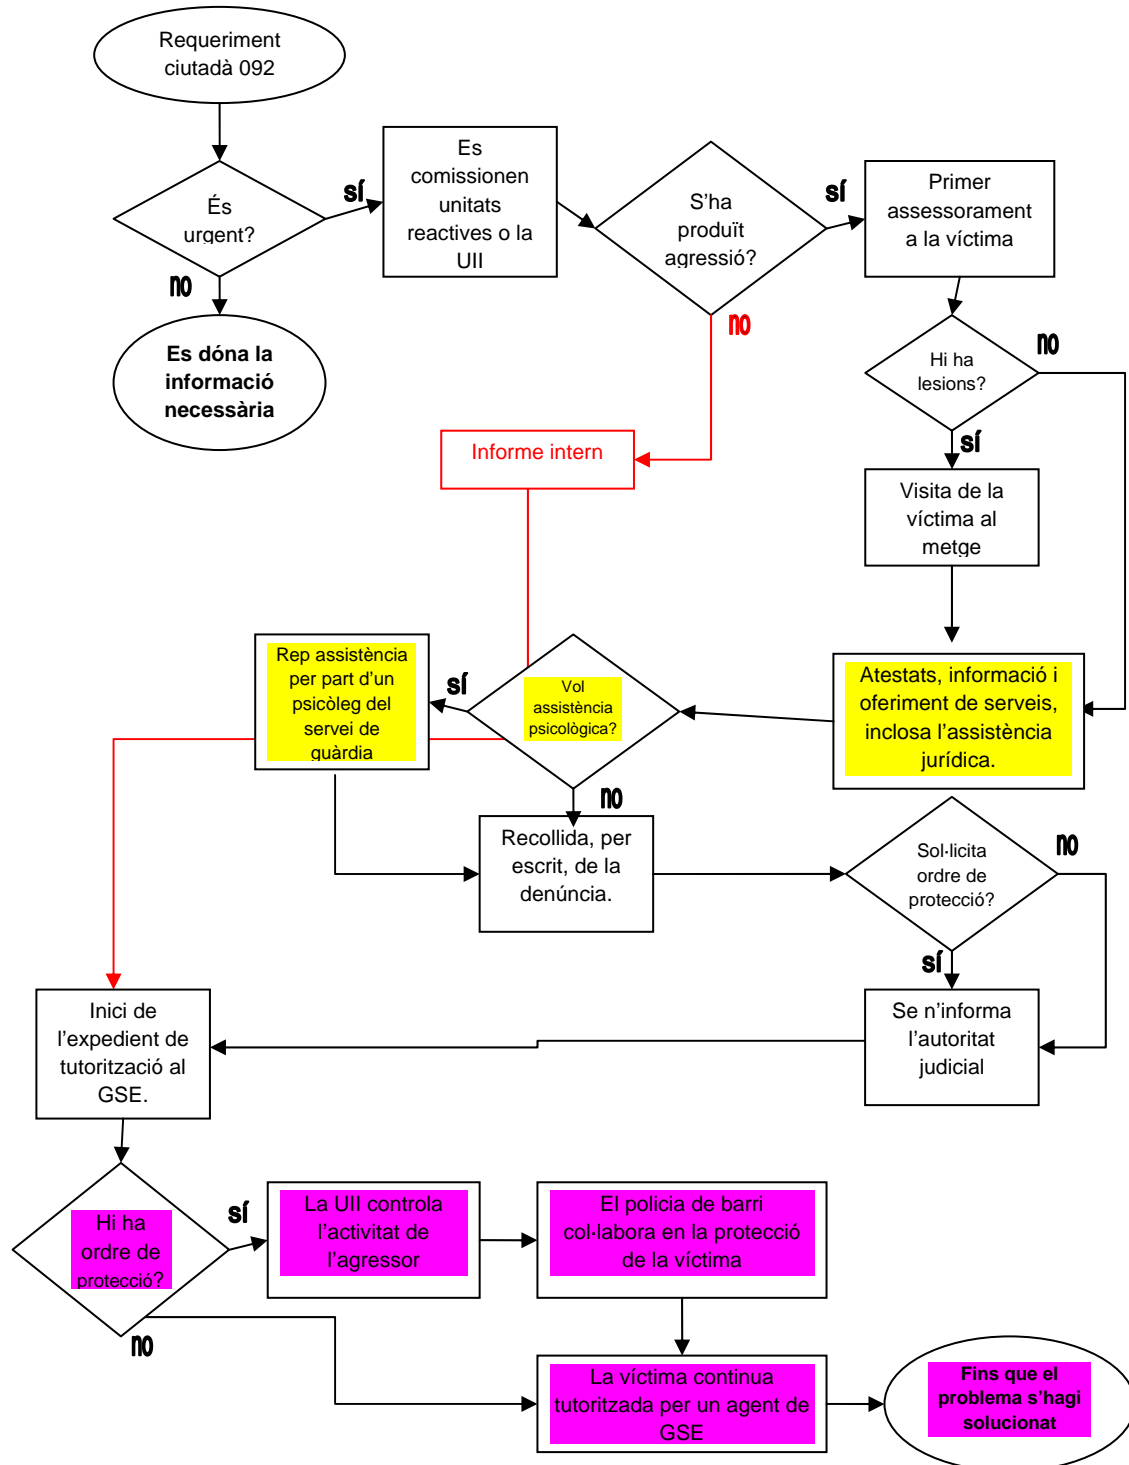 Requeriment
ciutadà 092
És
urgent?
sí
no
Es dóna la
informació
necessària
Es
comissionen
unitats
reactives o la
UII
S’ha
produït
agressió?
sí
no
Primer
assessorament
a la víctima
Hi ha
lesions?
no
sí
Informe intern
Visita de la
víctima al
metge
Atestats, informació i
oferiment de serveis,
inclosa l’assistència
jurídica.
Vol
assistència
psicològica?
sí
no
Rep assistència
per part d’un
psicòleg del
servei de
guàrdia
Recollida, per
escrit, de la
denúncia.
Sol·licita
ordre de
protecció?
no
sí
Se n’informa
l’autoritat
judicial
Inici de
l’expedient de
tutorització al
GSE.
Hi ha
ordre de
protecció?
sí
no
La UII controla
l’activitat de
l’agressor
El policia de barri
col·labora en la protecció
de la víctima
La víctima continua
tutoritzada per un agent de
GSE
Fins que el
problema s’hagi
solucionat